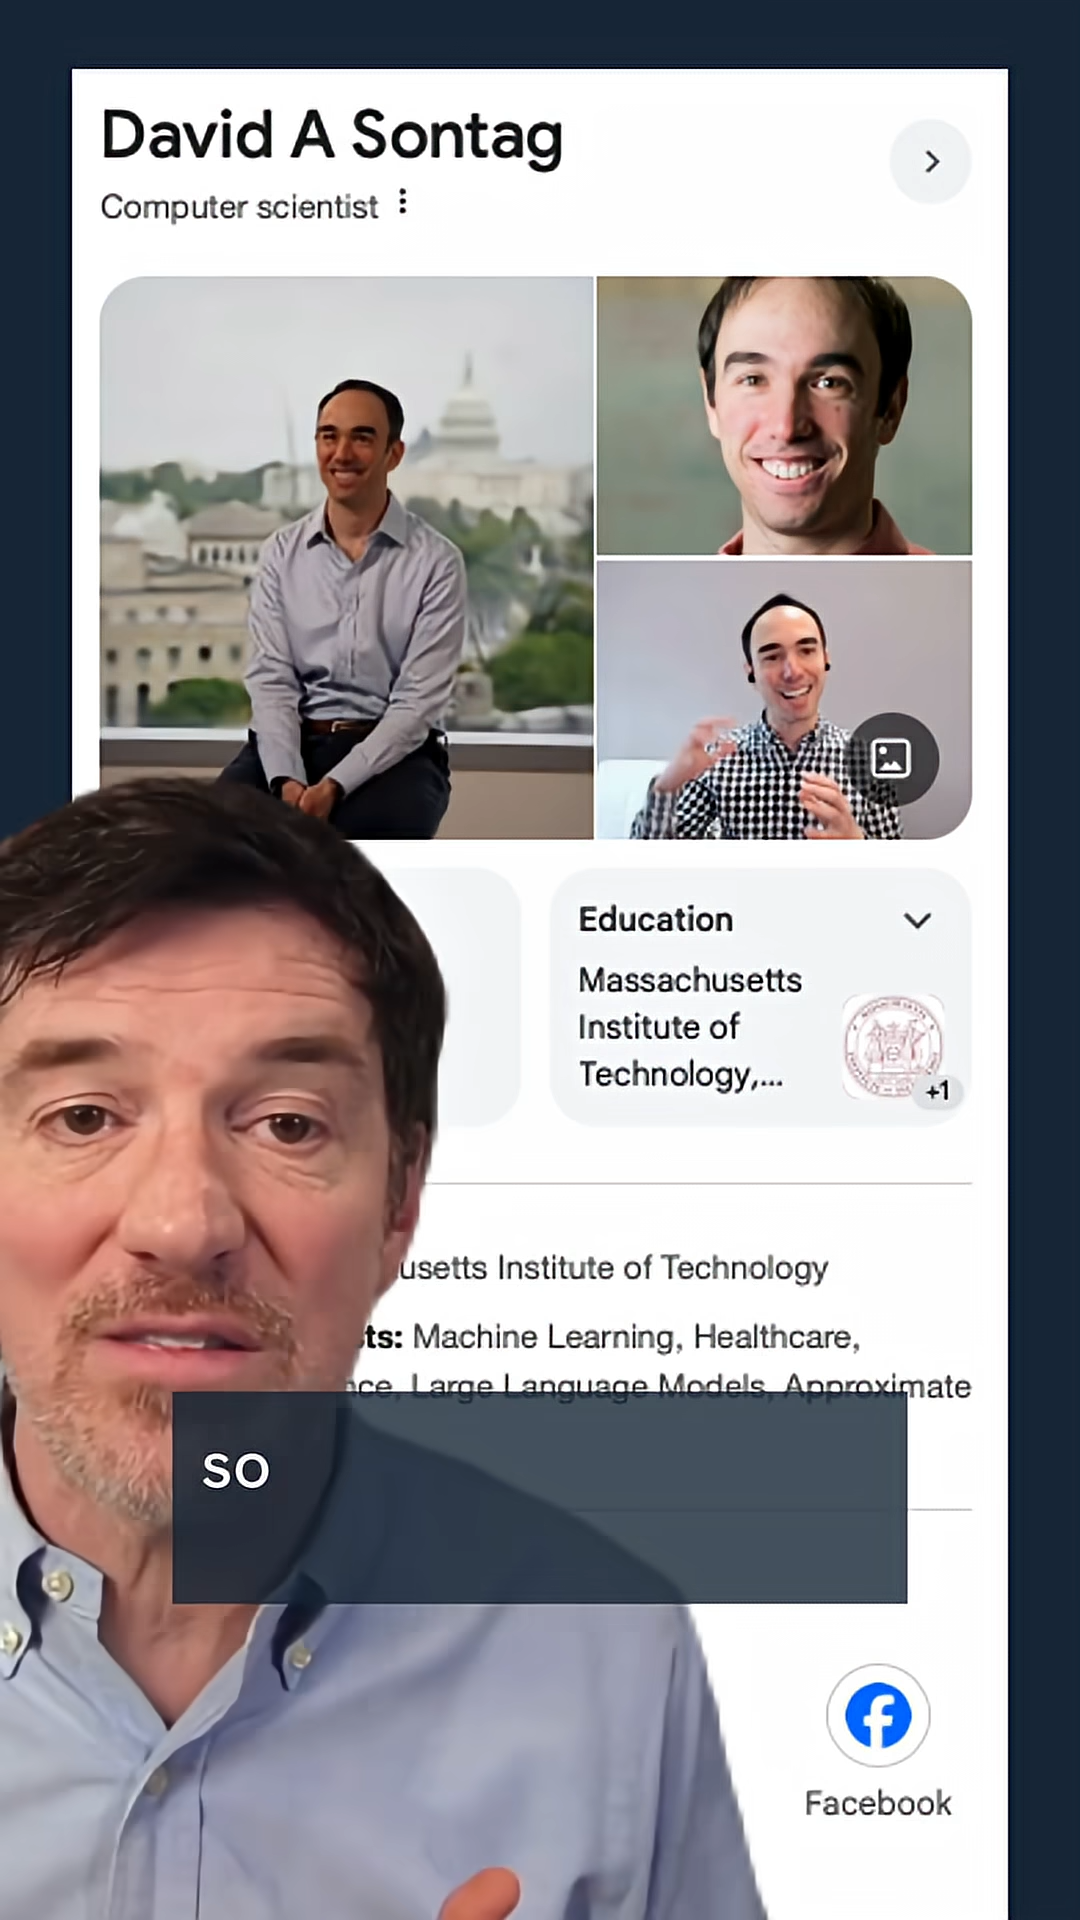 David A Sontag
Computer scientist
Education
Massachusetts
Institute of
Technology,...
+1
usetts Institute of Technology
ts: Machine Learning, Healthcare,
nce, Large Language Models, Approximate
so
Facebook